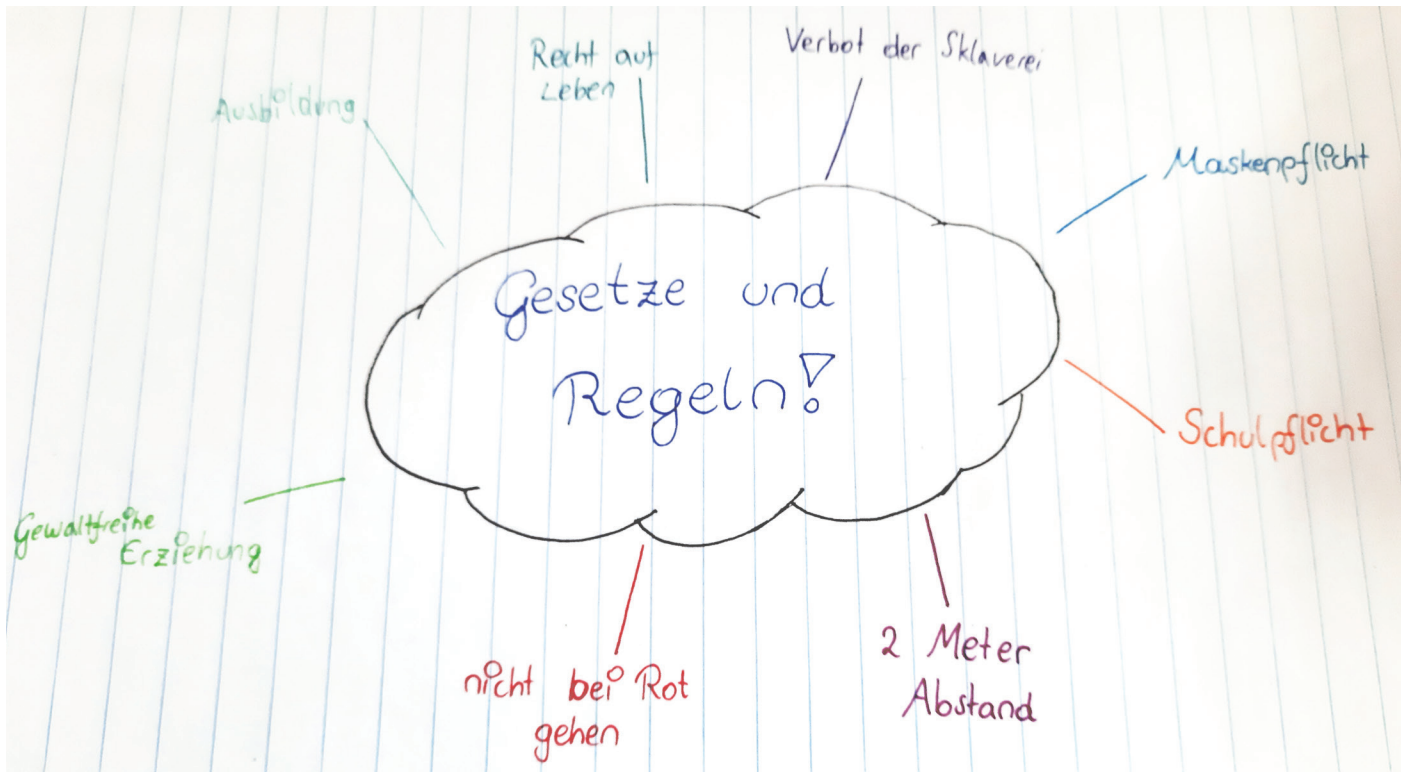 Recht auf
Leben
Verbot der Sklaverei
Ausbildung
Maskenpflicht
Gesetze und
Regeln!
Schulpflicht
Gewaltfreihe
Erziehung
nicht bei Rot
gehen
2 Meter
Abstand